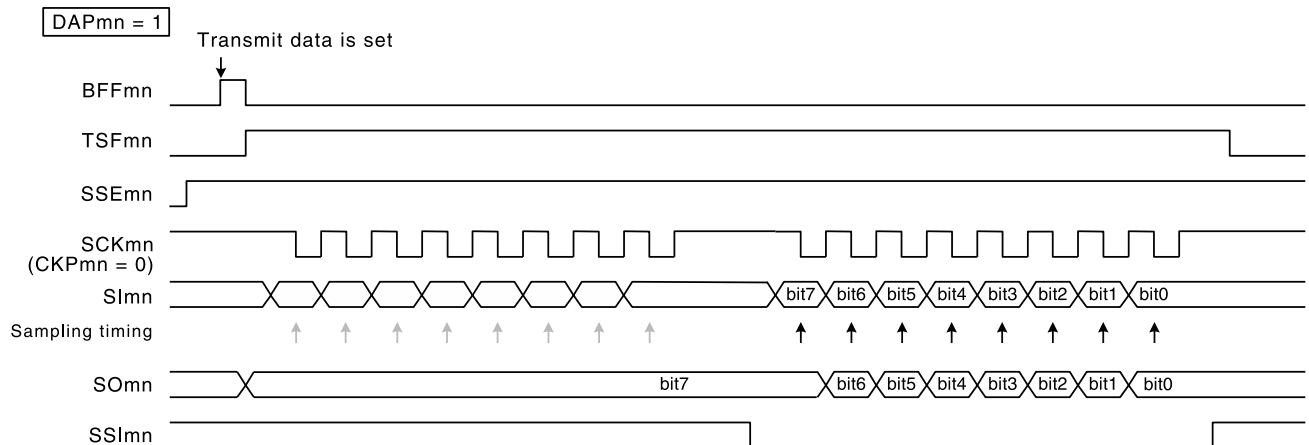 DAPmn = 1
Transmit data is set
BFFmn
TSFmn
SSEmn
SCKmn
(CKPmn = 0)
SImn
bit7 bit6 bit5 bit4 bit3 bit2 bit1 bit0
Sampling timing
SOmn
bit7 bit6 bit5 bit4 bit3 bit2 bit1 bit0
SSImn